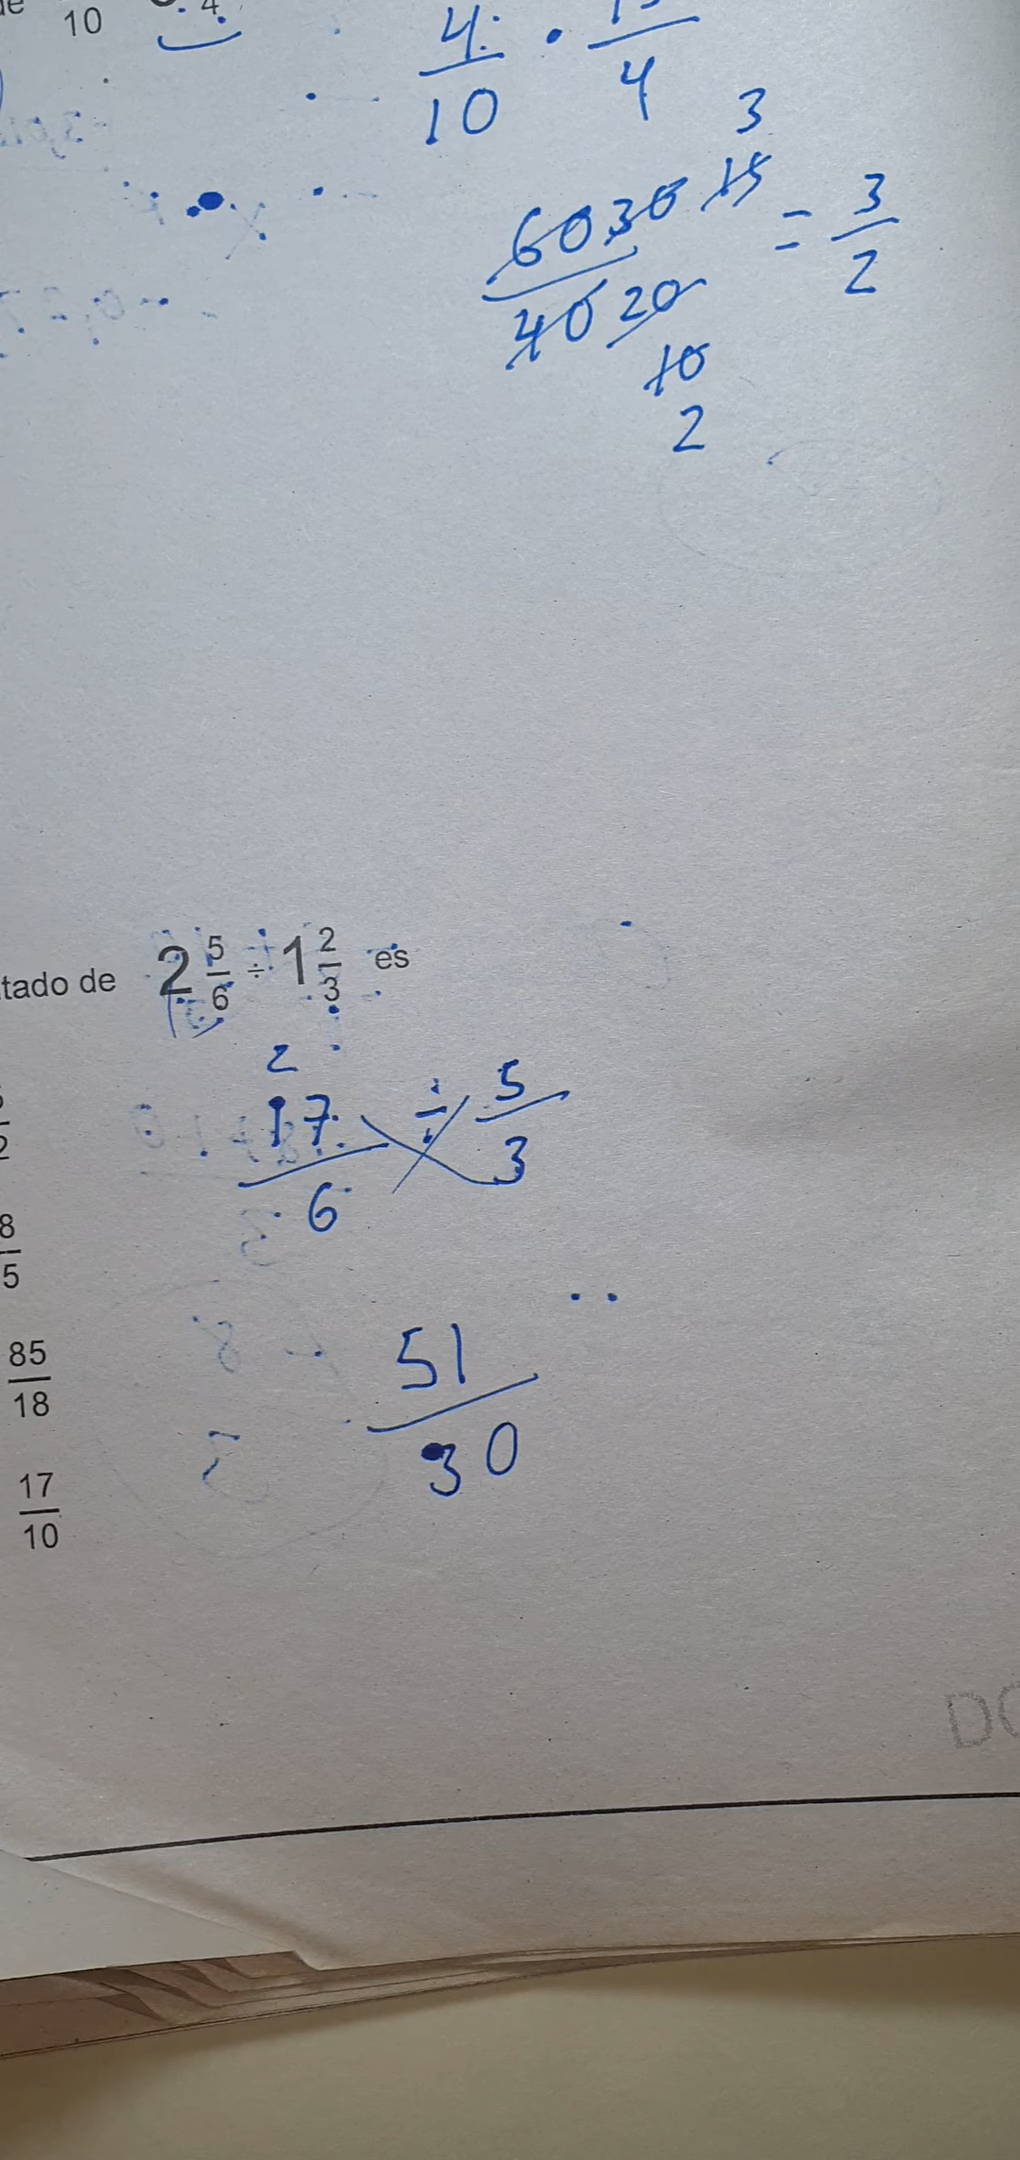 10 4
4/10 · /4
3
60 30 15 = 3/2
40 20
10
2
tado de 2 5/6 ÷ 1 2/3 es
2
17/6 ÷ 5/3
8/5
51/30
85/18
17/10